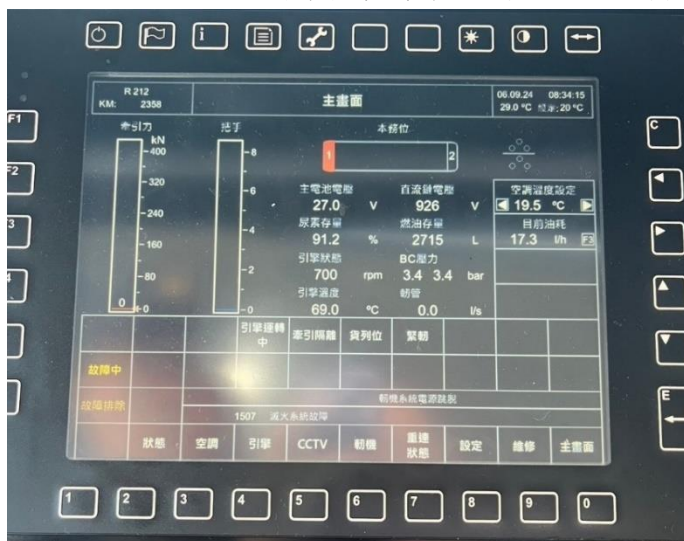 R 212
KM: 2358
主畫面
06.09.24 08:34:15
29.0 °C 20 °C
牽引力
kN
400
320
240
160
80
0
0
把手
8
6
4
2
0
本務位
1
2
主電池電壓
27.0 V
直流鏈電壓
926 V
尿素存量
91.2 %
燃油存量
2715 L
引擎狀態
700 rpm
BC壓力
3.4 3.4 bar
引擎溫度
69.0 °C
軔管
0.0 l/s
空調溫度設定
19.5 °C
目前油耗
17.3 l/h F3
引擎運轉中
牽引隔離
貨列位
緊軔
故障中
故障排除
軔機系統電源跳脫
1507 滅火系統故障
狀態
空調
引擎
CCTV
軔機
重連狀態
設定
維修
主畫面
F1
F2
3
C
E
i
1
2
3
4
5
6
7
8
9
0